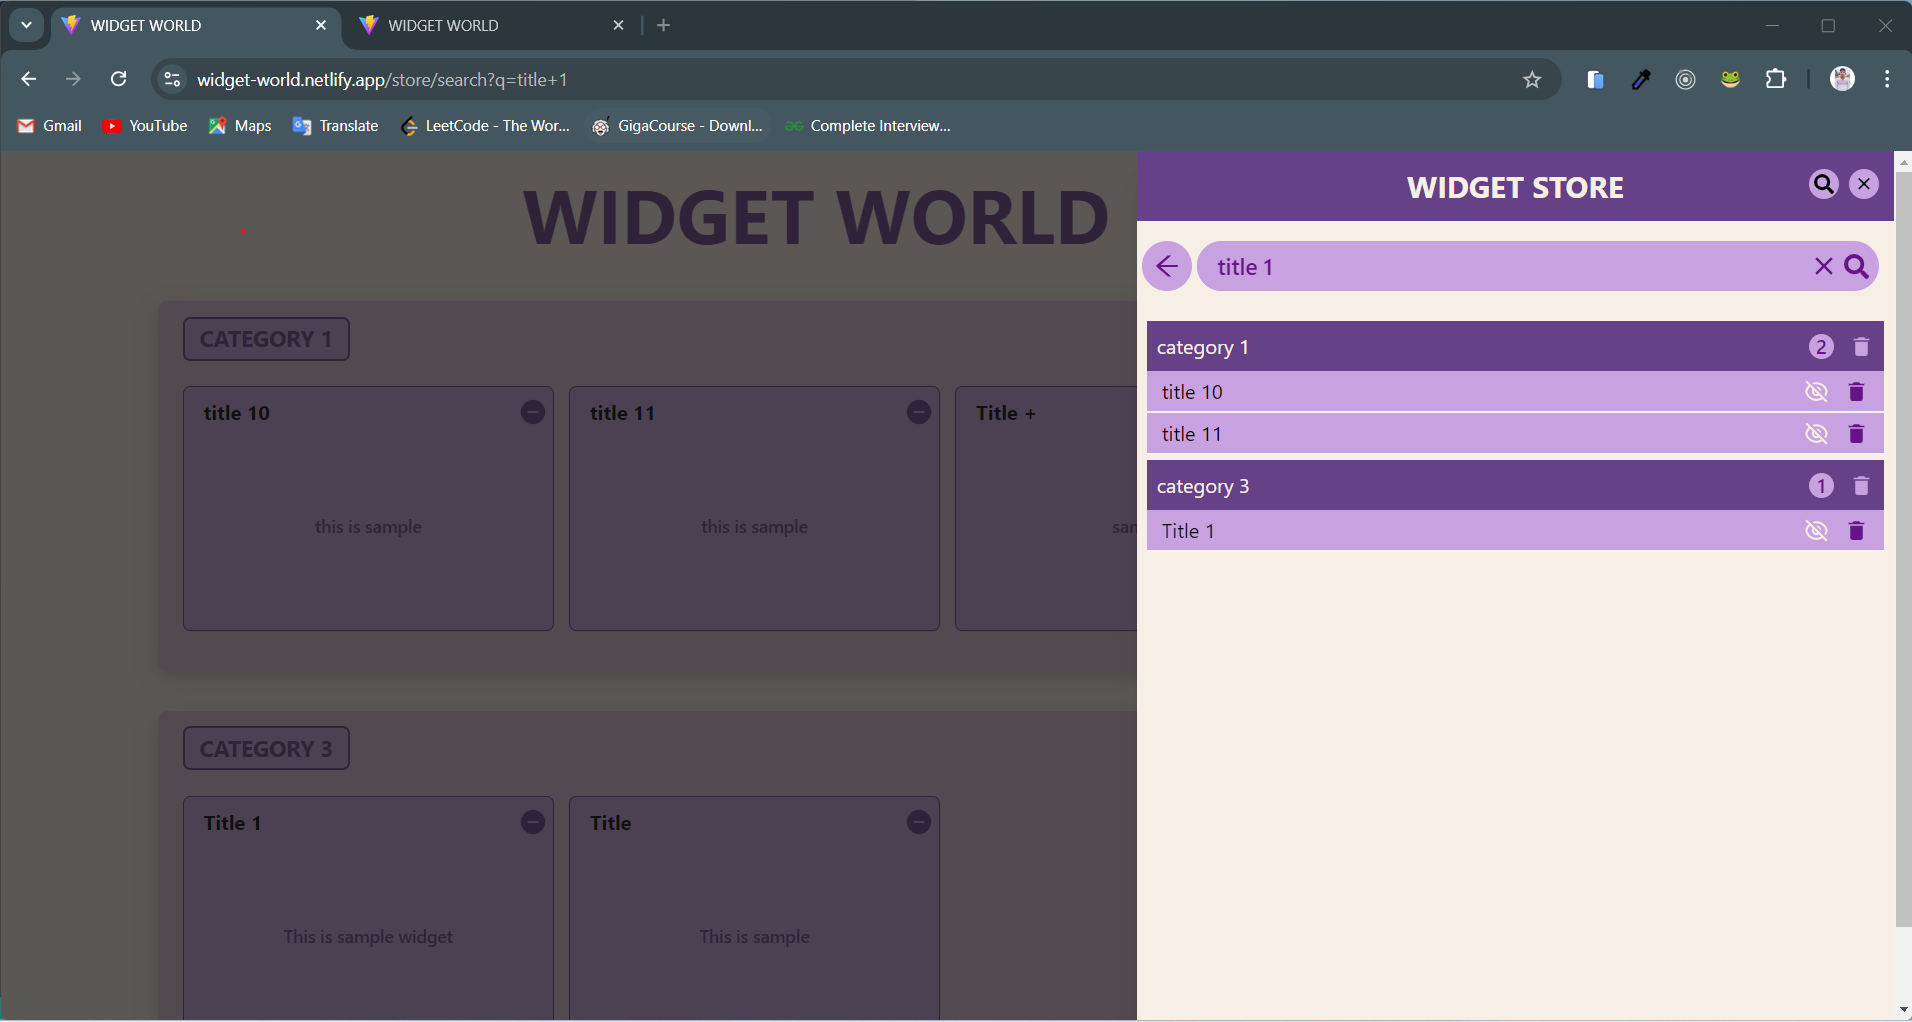 WIDGET WORLD
WIDGET WORLD
widget-world.netlify.app/store/search?q=title+1
Gmail
YouTube
Maps
Translate
LeetCode - The Wor...
GigaCourse - Downl...
Complete Interview...
WIDGET WORLD
CATEGORY 1
title 10
this is sample
title 11
this is sample
Title +
CATEGORY 3
Title 1
This is sample widget
Title
This is sample
WIDGET STORE
title 1
category 1
2
title 10
title 11
category 3
1
Title 1